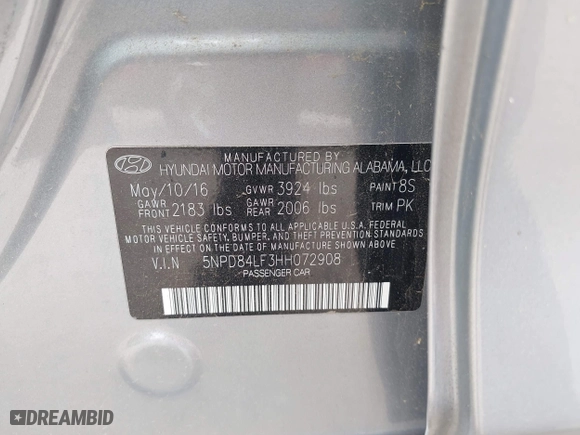 MANUFACTURED BY
HYUNDAI MOTOR MANUFACTURING ALABAMA, LLC
May/10/16 GVWR 3924 lbs PAINT 8S
GAWR FRONT 2183 lbs GAWR REAR 2006 lbs TRIM PK
THIS VEHICLE CONFORMS TO ALL APPLICABLE U.S.A FEDERAL
MOTOR VEHICLE SAFETY, BUMPER, AND THEFT PREVENTION
STANDARDS IN EFFECT ON THE DATE OF MANUFACTURE SHOWN ABOVE.
V.I.N 5NPD84LF3HH072908
PASSENGER CAR
DREAMBID